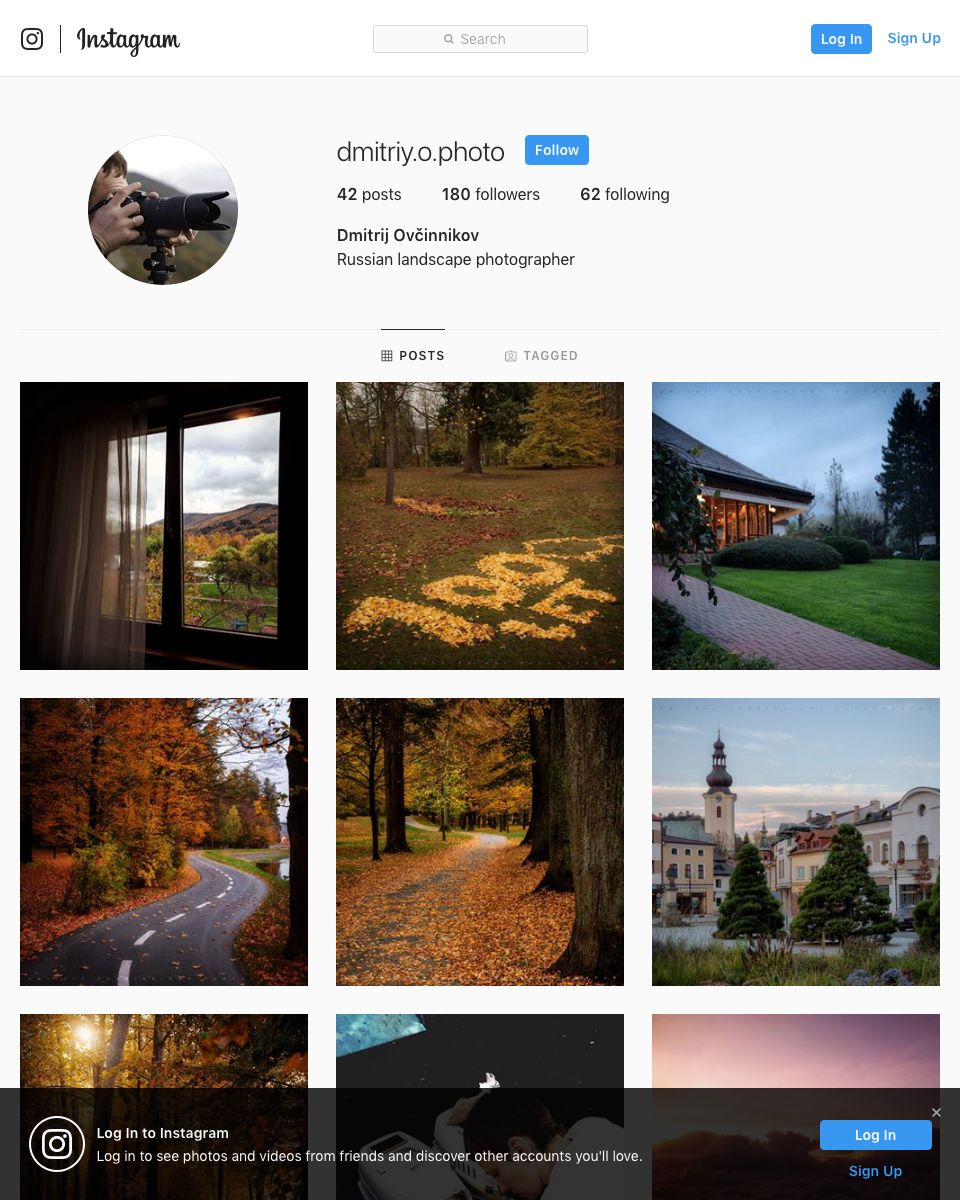 Instagram
Search
Log In
Sign Up
dmitriy.o.photo
Follow
42 posts 180 followers 62 following
Dmitrij Ovčinnikov
Russian landscape photographer
POSTS
TAGGED
Log In to Instagram
Log in to see photos and videos from friends and discover other accounts you'll love.
✕
Log In
Sign Up